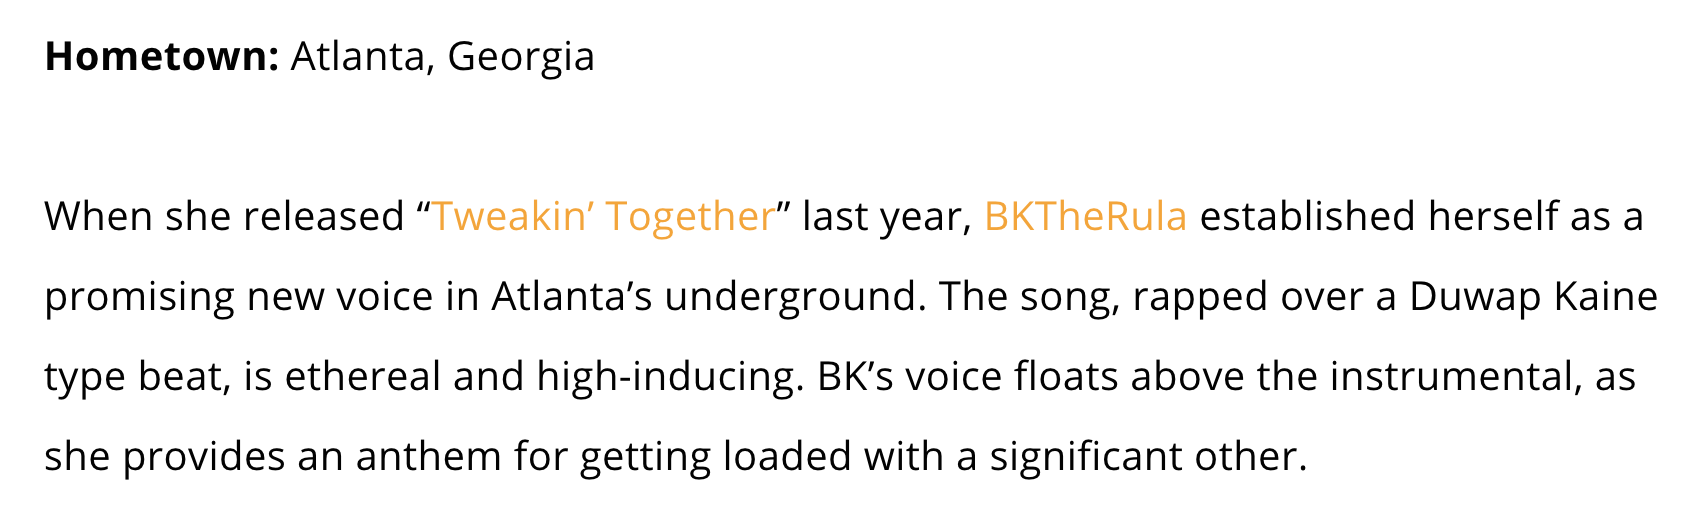 Hometown: Atlanta, Georgia
When she released “Tweakin’ Together” last year, BKTheRula established herself as a
promising new voice in Atlanta’s underground. The song, rapped over a Duwap Kaine
type beat, is ethereal and high-inducing. BK’s voice floats above the instrumental, as
she provides an anthem for getting loaded with a significant other.